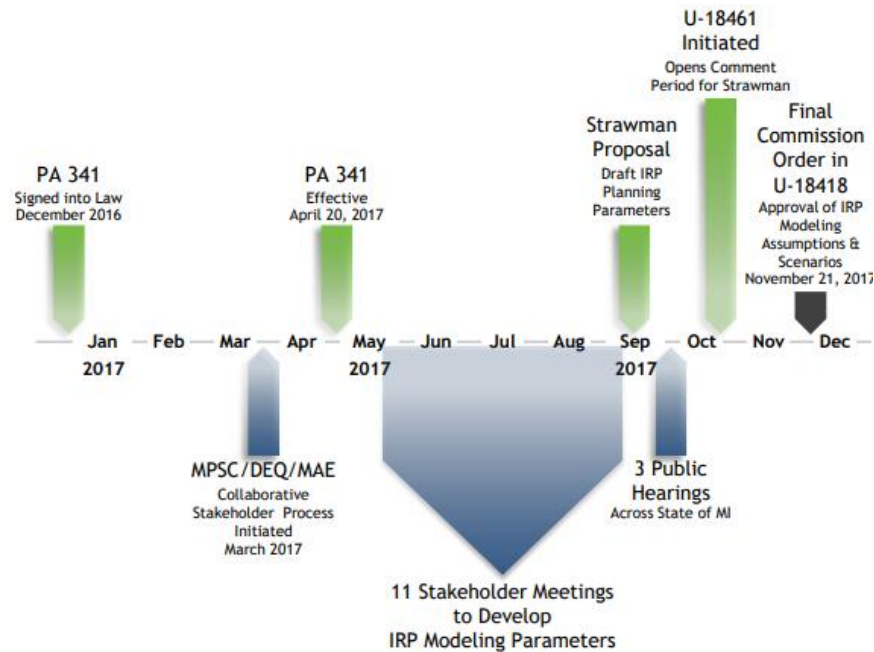 U-18461
Initiated
Opens Comment
Period for Strawman
Final
Commission
Order in
U-18418
Approval of IRP
Modeling
Assumptions &
Scenarios
November 21, 2017
Strawman
Proposal
Draft IRP
Planning
Parameters
PA 341
Signed into Law
December 2016
PA 341
Effective
April 20, 2017
Jan Feb Mar Apr May Jun Jul Aug Sep Oct Nov Dec
2017 2017 2017
MPSC/DEQ/MAE
Collaborative
Stakeholder Process
Initiated
March 2017
3 Public
Hearings
Across State of MI
11 Stakeholder Meetings
to Develop
IRP Modeling Parameters